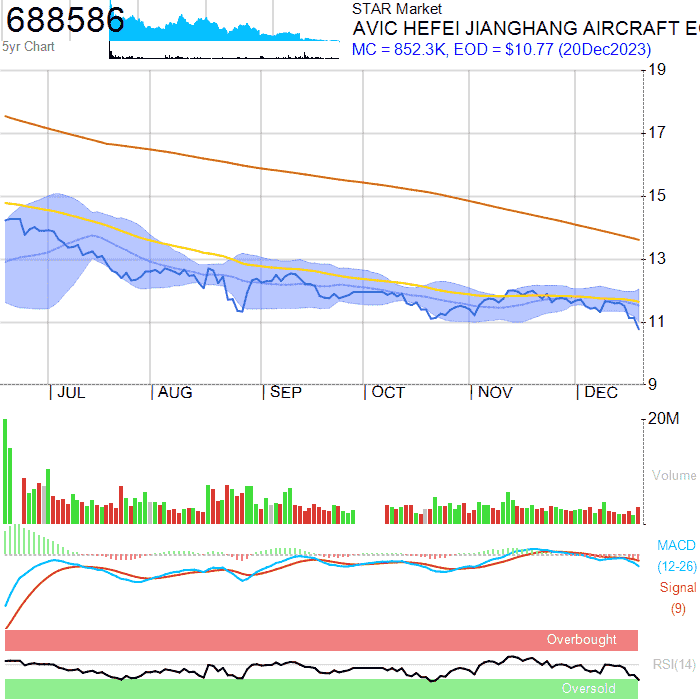 688586
5yr Chart
STAR Market
AVIC HEFEI JIANGHANG AIRCRAFT E
MC = 852.3K, EOD = $10.77 (20Dec2023)
19
17
15
13
11
9
JUL AUG SEP OCT NOV DEC
20M
Volume
MACD
(12-26)
Signal
(9)
Overbought
RSI(14)
Oversold